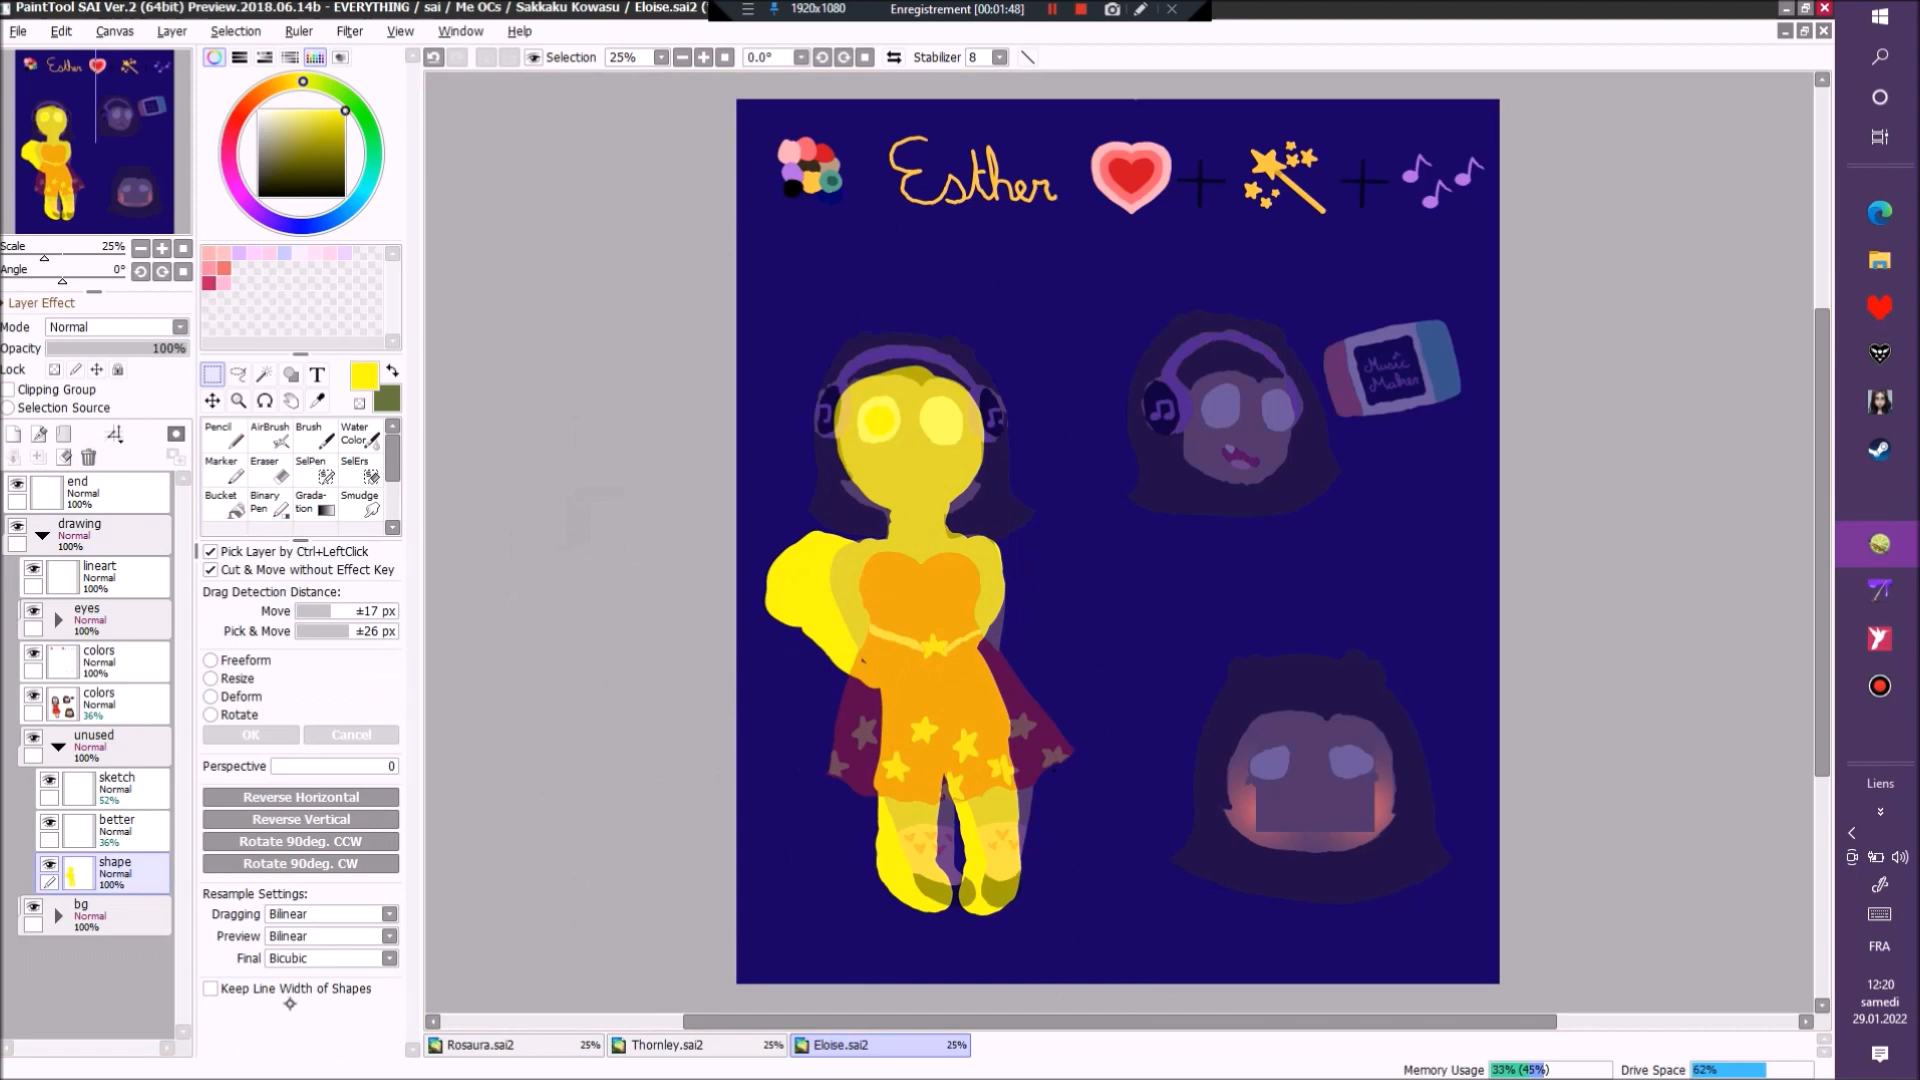 PaintTool SAI Ver.2 (64bit) Preview.2018.06.14b - EVERYTHING / sai / Me OCs / Sakkaku Kowasu / Eloise.sai2 (
1920x1080
Enregistrement [00:01:48]
File Edit Canvas Layer Selection Ruler Filter View Window Help
Selection 25% 0.0° Stabilizer 8
Esther
Scale 25%
Angle 0°
Layer Effect
Mode Normal
Opacity 100%
Lock
Clipping Group
Selection Source
end
Normal
100%
drawing
Normal
100%
lineart
Normal
100%
eyes
Normal
100%
colors
Normal
100%
colors
Normal
36%
unused
Normal
100%
sketch
Normal
52%
better
Normal
36%
shape
Normal
100%
bg
Normal
100%
T
Pencil AirBrush Brush Water Color
Marker Eraser SelPen SelErs
Bucket Binary Pen Grada-tion Smudge
Pick Layer by Ctrl+LeftClick
Cut & Move without Effect Key
Drag Detection Distance:
Move ±17 px
Pick & Move ±26 px
Freeform
Resize
Deform
Rotate
OK Cancel
Perspective 0
Reverse Horizontal
Reverse Vertical
Rotate 90deg. CCW
Rotate 90deg. CW
Resample Settings:
Dragging Bilinear
Preview Bilinear
Final Bicubic
Keep Line Width of Shapes
Music
Maker
Rosaura.sai2 25%
Thornley.sai2 25%
Eloise.sai2 25%
Memory Usage 33% (45%)
Drive Space 62%
Liens
FRA
12:20
samedi
29.01.2022